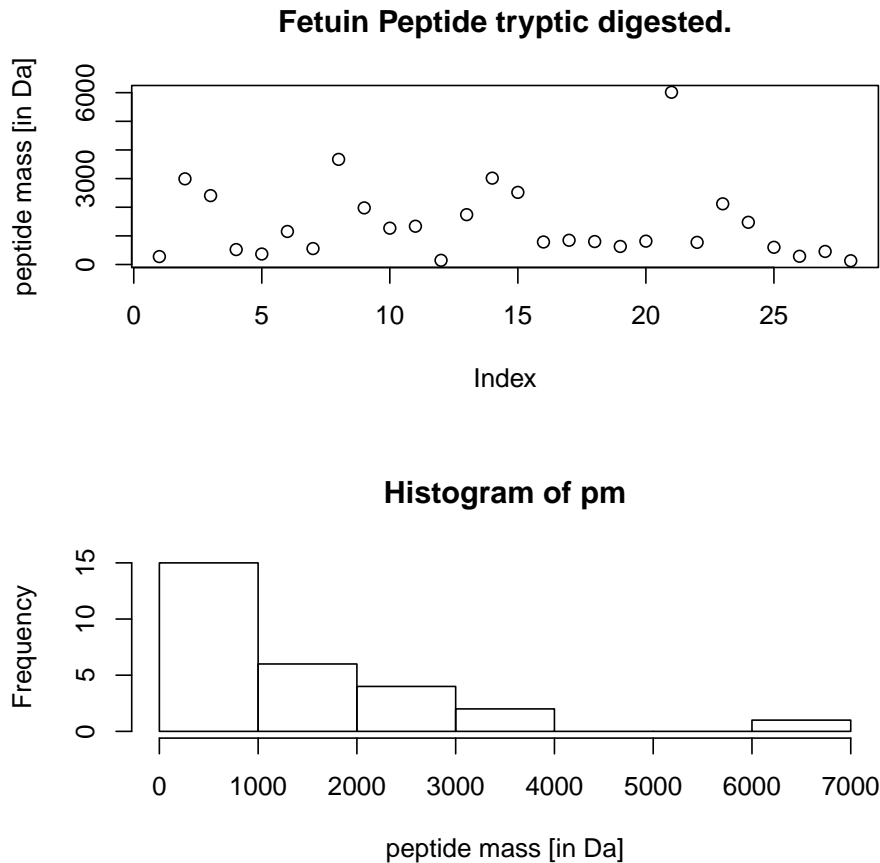 Fetuin Peptide tryptic digested.
peptide mass [in Da]
6000
3000
0
0 5 10 15 20 25
Index
Histogram of pm
Frequency
15
10
5
0
0 1000 2000 3000 4000 5000 6000 7000
peptide mass [in Da]